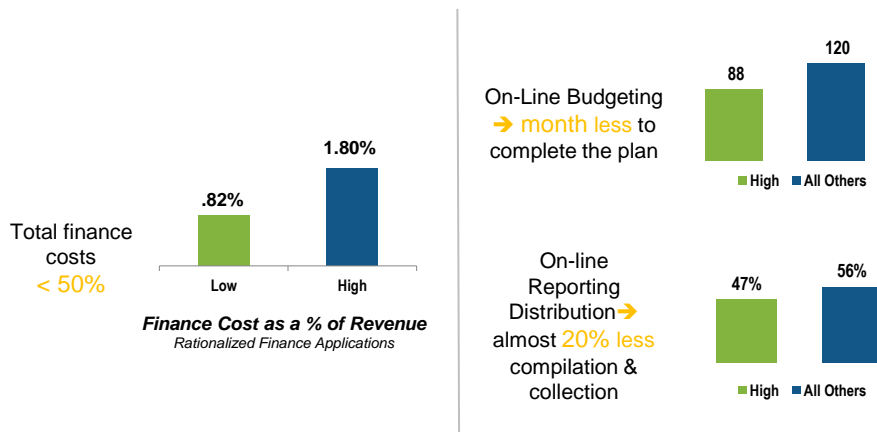 Total finance
costs
< 50%
.82%
1.80%
Low
High
Finance Cost as a % of Revenue
Rationalized Finance Applications
On-Line Budgeting
➔ month less to
complete the plan
88
120
High
All Others
On-line
Reporting
Distribution➔
almost 20% less
compilation &
collection
47%
56%
High
All Others